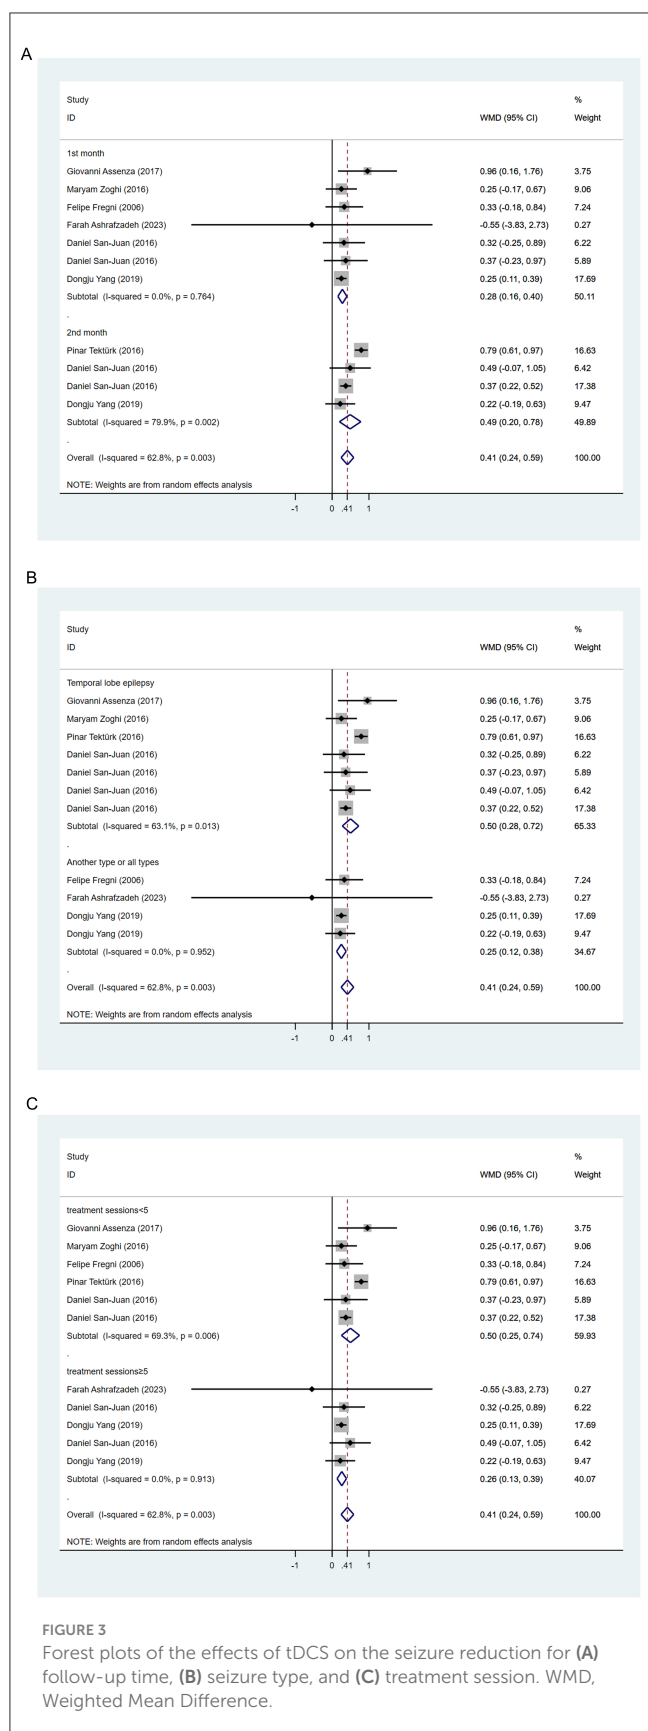 A
Study %
ID WMD (95% CI) Weight
1st month
Giovanni Assenza (2017) 0.96 (0.16, 1.76) 3.75
Maryam Zoghi (2016) 0.25 (-0.17, 0.67) 9.06
Felipe Fregni (2006) 0.33 (-0.18, 0.84) 7.24
Farah Ashrafzadeh (2023) -0.55 (-3.83, 2.73) 0.27
Daniel San-Juan (2016) 0.32 (-0.25, 0.89) 6.22
Daniel San-Juan (2016) 0.37 (-0.23, 0.97) 5.89
Dongju Yang (2019) 0.25 (0.11, 0.39) 17.69
Subtotal (I-squared = 0.0%, p = 0.764) 0.28 (0.16, 0.40) 50.11
.
2nd month
Pinar Tektürk (2016) 0.79 (0.61, 0.97) 16.63
Daniel San-Juan (2016) 0.49 (-0.07, 1.05) 6.42
Daniel San-Juan (2016) 0.37 (0.22, 0.52) 17.38
Dongju Yang (2019) 0.22 (-0.19, 0.63) 9.47
Subtotal (I-squared = 79.9%, p = 0.002) 0.49 (0.20, 0.78) 49.89
.
Overall (I-squared = 62.8%, p = 0.003) 0.41 (0.24, 0.59) 100.00
NOTE: Weights are from random effects analysis
-1 0 .41 1
B
Study %
ID WMD (95% CI) Weight
Temporal lobe epilepsy
Giovanni Assenza (2017) 0.96 (0.16, 1.76) 3.75
Maryam Zoghi (2016) 0.25 (-0.17, 0.67) 9.06
Pinar Tektürk (2016) 0.79 (0.61, 0.97) 16.63
Daniel San-Juan (2016) 0.32 (-0.25, 0.89) 6.22
Daniel San-Juan (2016) 0.37 (-0.23, 0.97) 5.89
Daniel San-Juan (2016) 0.49 (-0.07, 1.05) 6.42
Daniel San-Juan (2016) 0.37 (0.22, 0.52) 17.38
Subtotal (I-squared = 63.1%, p = 0.013) 0.50 (0.28, 0.72) 65.33
.
Another type or all types
Felipe Fregni (2006) 0.33 (-0.18, 0.84) 7.24
Farah Ashrafzadeh (2023) -0.55 (-3.83, 2.73) 0.27
Dongju Yang (2019) 0.25 (0.11, 0.39) 17.69
Dongju Yang (2019) 0.22 (-0.19, 0.63) 9.47
Subtotal (I-squared = 0.0%, p = 0.952) 0.25 (0.12, 0.38) 34.67
.
Overall (I-squared = 62.8%, p = 0.003) 0.41 (0.24, 0.59) 100.00
NOTE: Weights are from random effects analysis
-1 0 .41 1
C
Study %
ID WMD (95% CI) Weight
treatment sessions<5
Giovanni Assenza (2017) 0.96 (0.16, 1.76) 3.75
Maryam Zoghi (2016) 0.25 (-0.17, 0.67) 9.06
Felipe Fregni (2006) 0.33 (-0.18, 0.84) 7.24
Pinar Tektürk (2016) 0.79 (0.61, 0.97) 16.63
Daniel San-Juan (2016) 0.37 (-0.23, 0.97) 5.89
Daniel San-Juan (2016) 0.37 (0.22, 0.52) 17.38
Subtotal (I-squared = 69.3%, p = 0.006) 0.50 (0.25, 0.74) 59.93
.
treatment sessions≥5
Farah Ashrafzadeh (2023) -0.55 (-3.83, 2.73) 0.27
Daniel San-Juan (2016) 0.32 (-0.25, 0.89) 6.22
Dongju Yang (2019) 0.25 (0.11, 0.39) 17.69
Daniel San-Juan (2016) 0.49 (-0.07, 1.05) 6.42
Dongju Yang (2019) 0.22 (-0.19, 0.63) 9.47
Subtotal (I-squared = 0.0%, p = 0.913) 0.26 (0.13, 0.39) 40.07
.
Overall (I-squared = 62.8%, p = 0.003) 0.41 (0.24, 0.59) 100.00
NOTE: Weights are from random effects analysis
-1 0 .41 1
FIGURE 3
Forest plots of the effects of tDCS on the seizure reduction for (A)
follow-up time, (B) seizure type, and (C) treatment session. WMD,
Weighted Mean Difference.